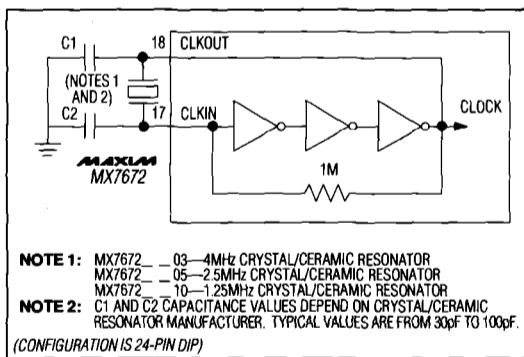 C1
18 CLKOUT
(NOTES 1
AND 2)
C2
17 CLKIN
CLOCK
MAXIM
MX7672
1M
NOTE 1: MX7672_ _ 03—4MHz CRYSTAL/CERAMIC RESONATOR
MX7672_ _ 05—2.5MHz CRYSTAL/CERAMIC RESONATOR
MX7672_ _ 10—1.25MHz CRYSTAL/CERAMIC RESONATOR
NOTE 2: C1 AND C2 CAPACITANCE VALUES DEPEND ON CRYSTAL/CERAMIC
RESONATOR MANUFACTURER. TYPICAL VALUES ARE FROM 30pF TO 100pF.
(CONFIGURATION IS 24-PIN DIP)